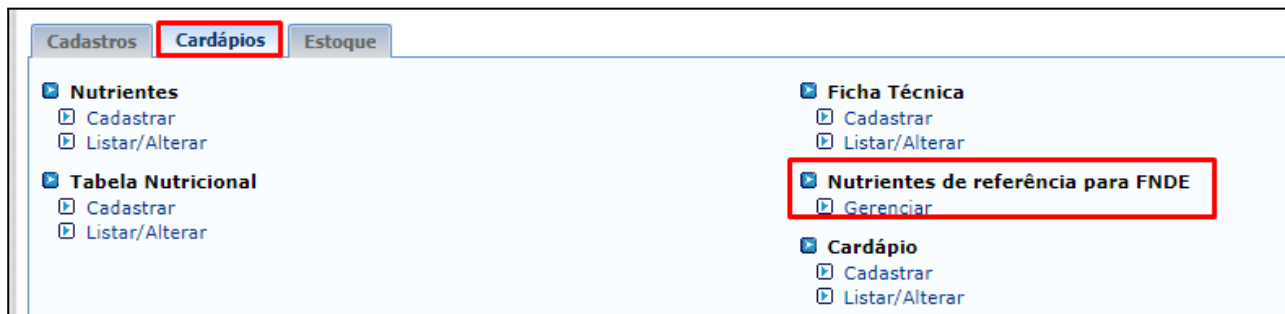 Cadastros Cardápios Estoque
Nutrientes
Cadastrar
Listar/Alterar
Tabela Nutricional
Cadastrar
Listar/Alterar
Ficha Técnica
Cadastrar
Listar/Alterar
Nutrientes de referência para FNDE
Gerenciar
Cardápio
Cadastrar
Listar/Alterar